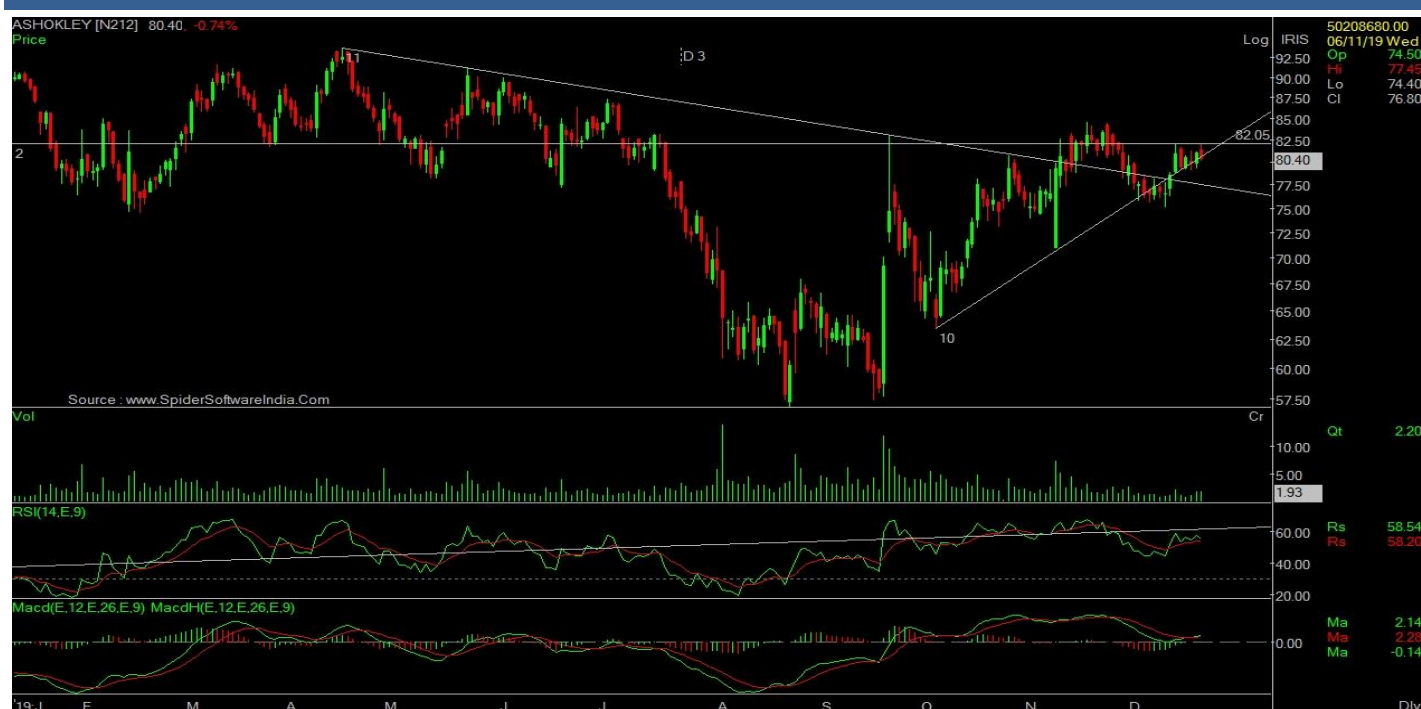 ASHOKLEY [N212] 80.40, -0.74%
Price
Log
IRIS
50208680.00
06/11/19 Wed
Op 74.50
Hi 77.45
Lo 74.40
Cl 76.80
11
D 3
92.50
90.00
87.50
85.00
82.05
82.50
2
80.40
77.50
75.00
72.50
70.00
67.50
65.00
62.50
10
60.00
57.50
Source : www.SpiderSoftwareIndia.Com
Vol
Cr
Qt 2.20
10.00
5.00
1.93
RSI(14,E,9)
60.00
40.00
20.00
Rs 58.54
Rs 58.20
Macd(E,12,E,26,E,9) MacdH(E,12,E,26,E,9)
0.00
Ma 2.14
Ma 2.28
Ma -0.14
'19:J F M A M J J A S O N D
Dly